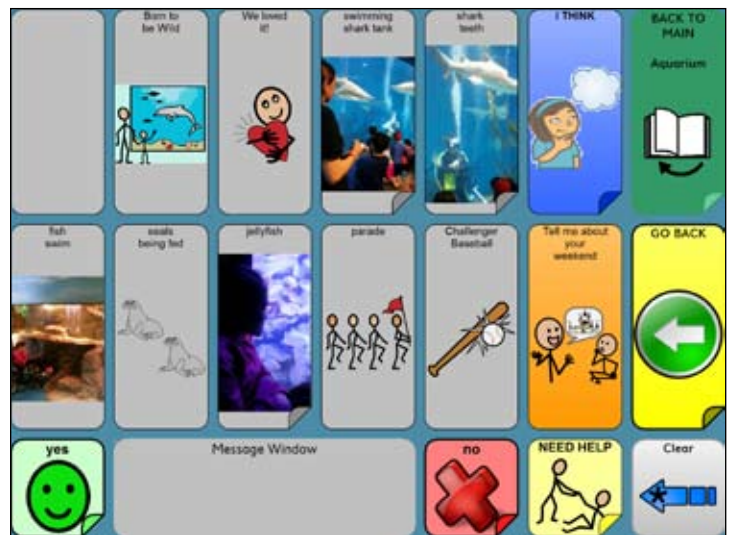 Born to
be Wild
We loved
it!
swimming
shark tank
shark
teeth
I THINK
BACK TO
MAIN
Aquarium
fish
swim
seals
being fed
jellyfish
parade
Challenger
Baseball
Tell me about
your
weekend
GO BACK
yes
Message Window
no
NEED HELP
Clear